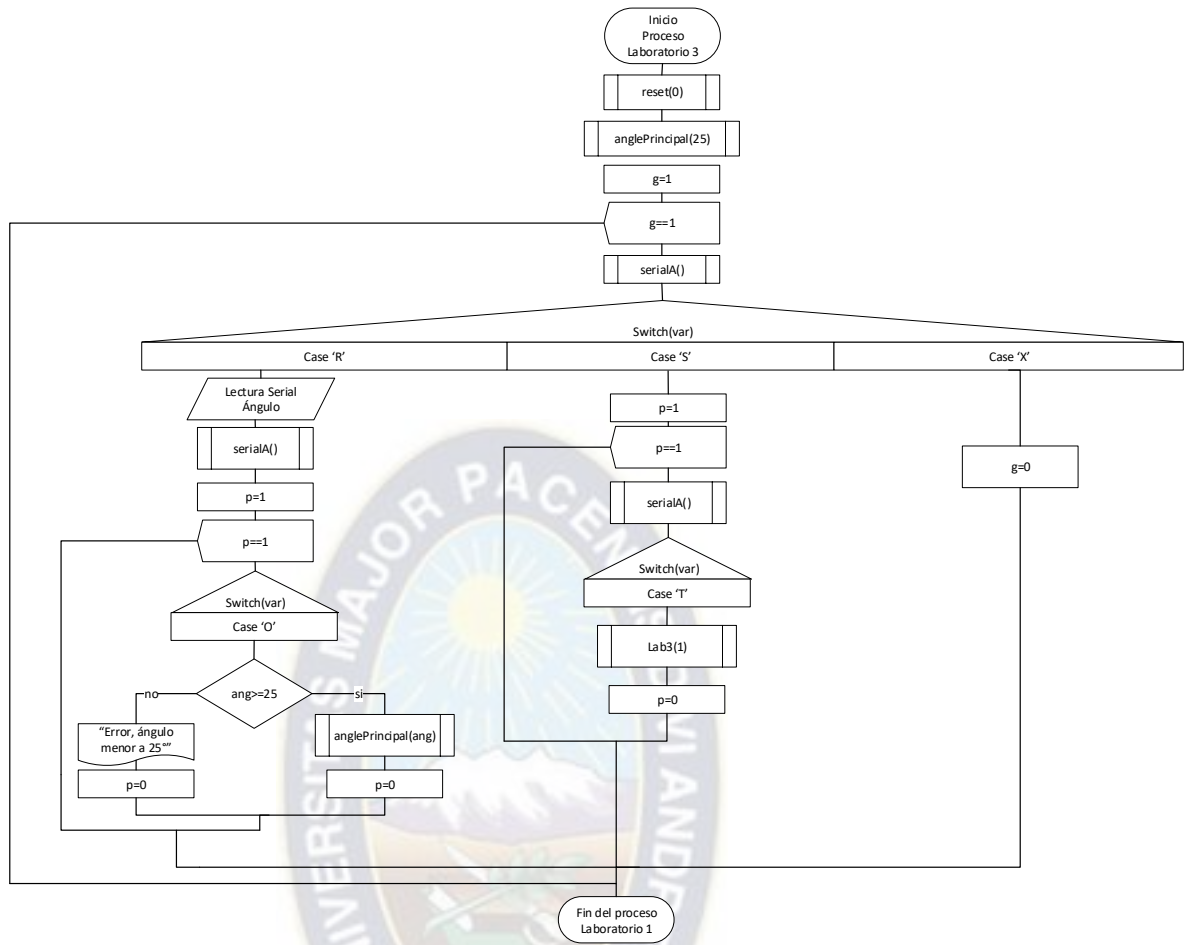 Inicio
Proceso
Laboratorio 3
reset(0)
anglePrincipal(25)
g=1
g==1
serialA()
Switch(var)
Case ‘R’
Case ‘S’
Case ‘X’
Lectura Serial
Ángulo
serialA()
p=1
p==1
Switch(var)
Case ‘O’
no
ang>=25
si
“Error, ángulo
menor a 25°”
anglePrincipal(ang)
p=0
p=0
p=1
p==1
serialA()
Switch(var)
Case ‘T’
Lab3(1)
p=0
g=0
Fin del proceso
Laboratorio 1